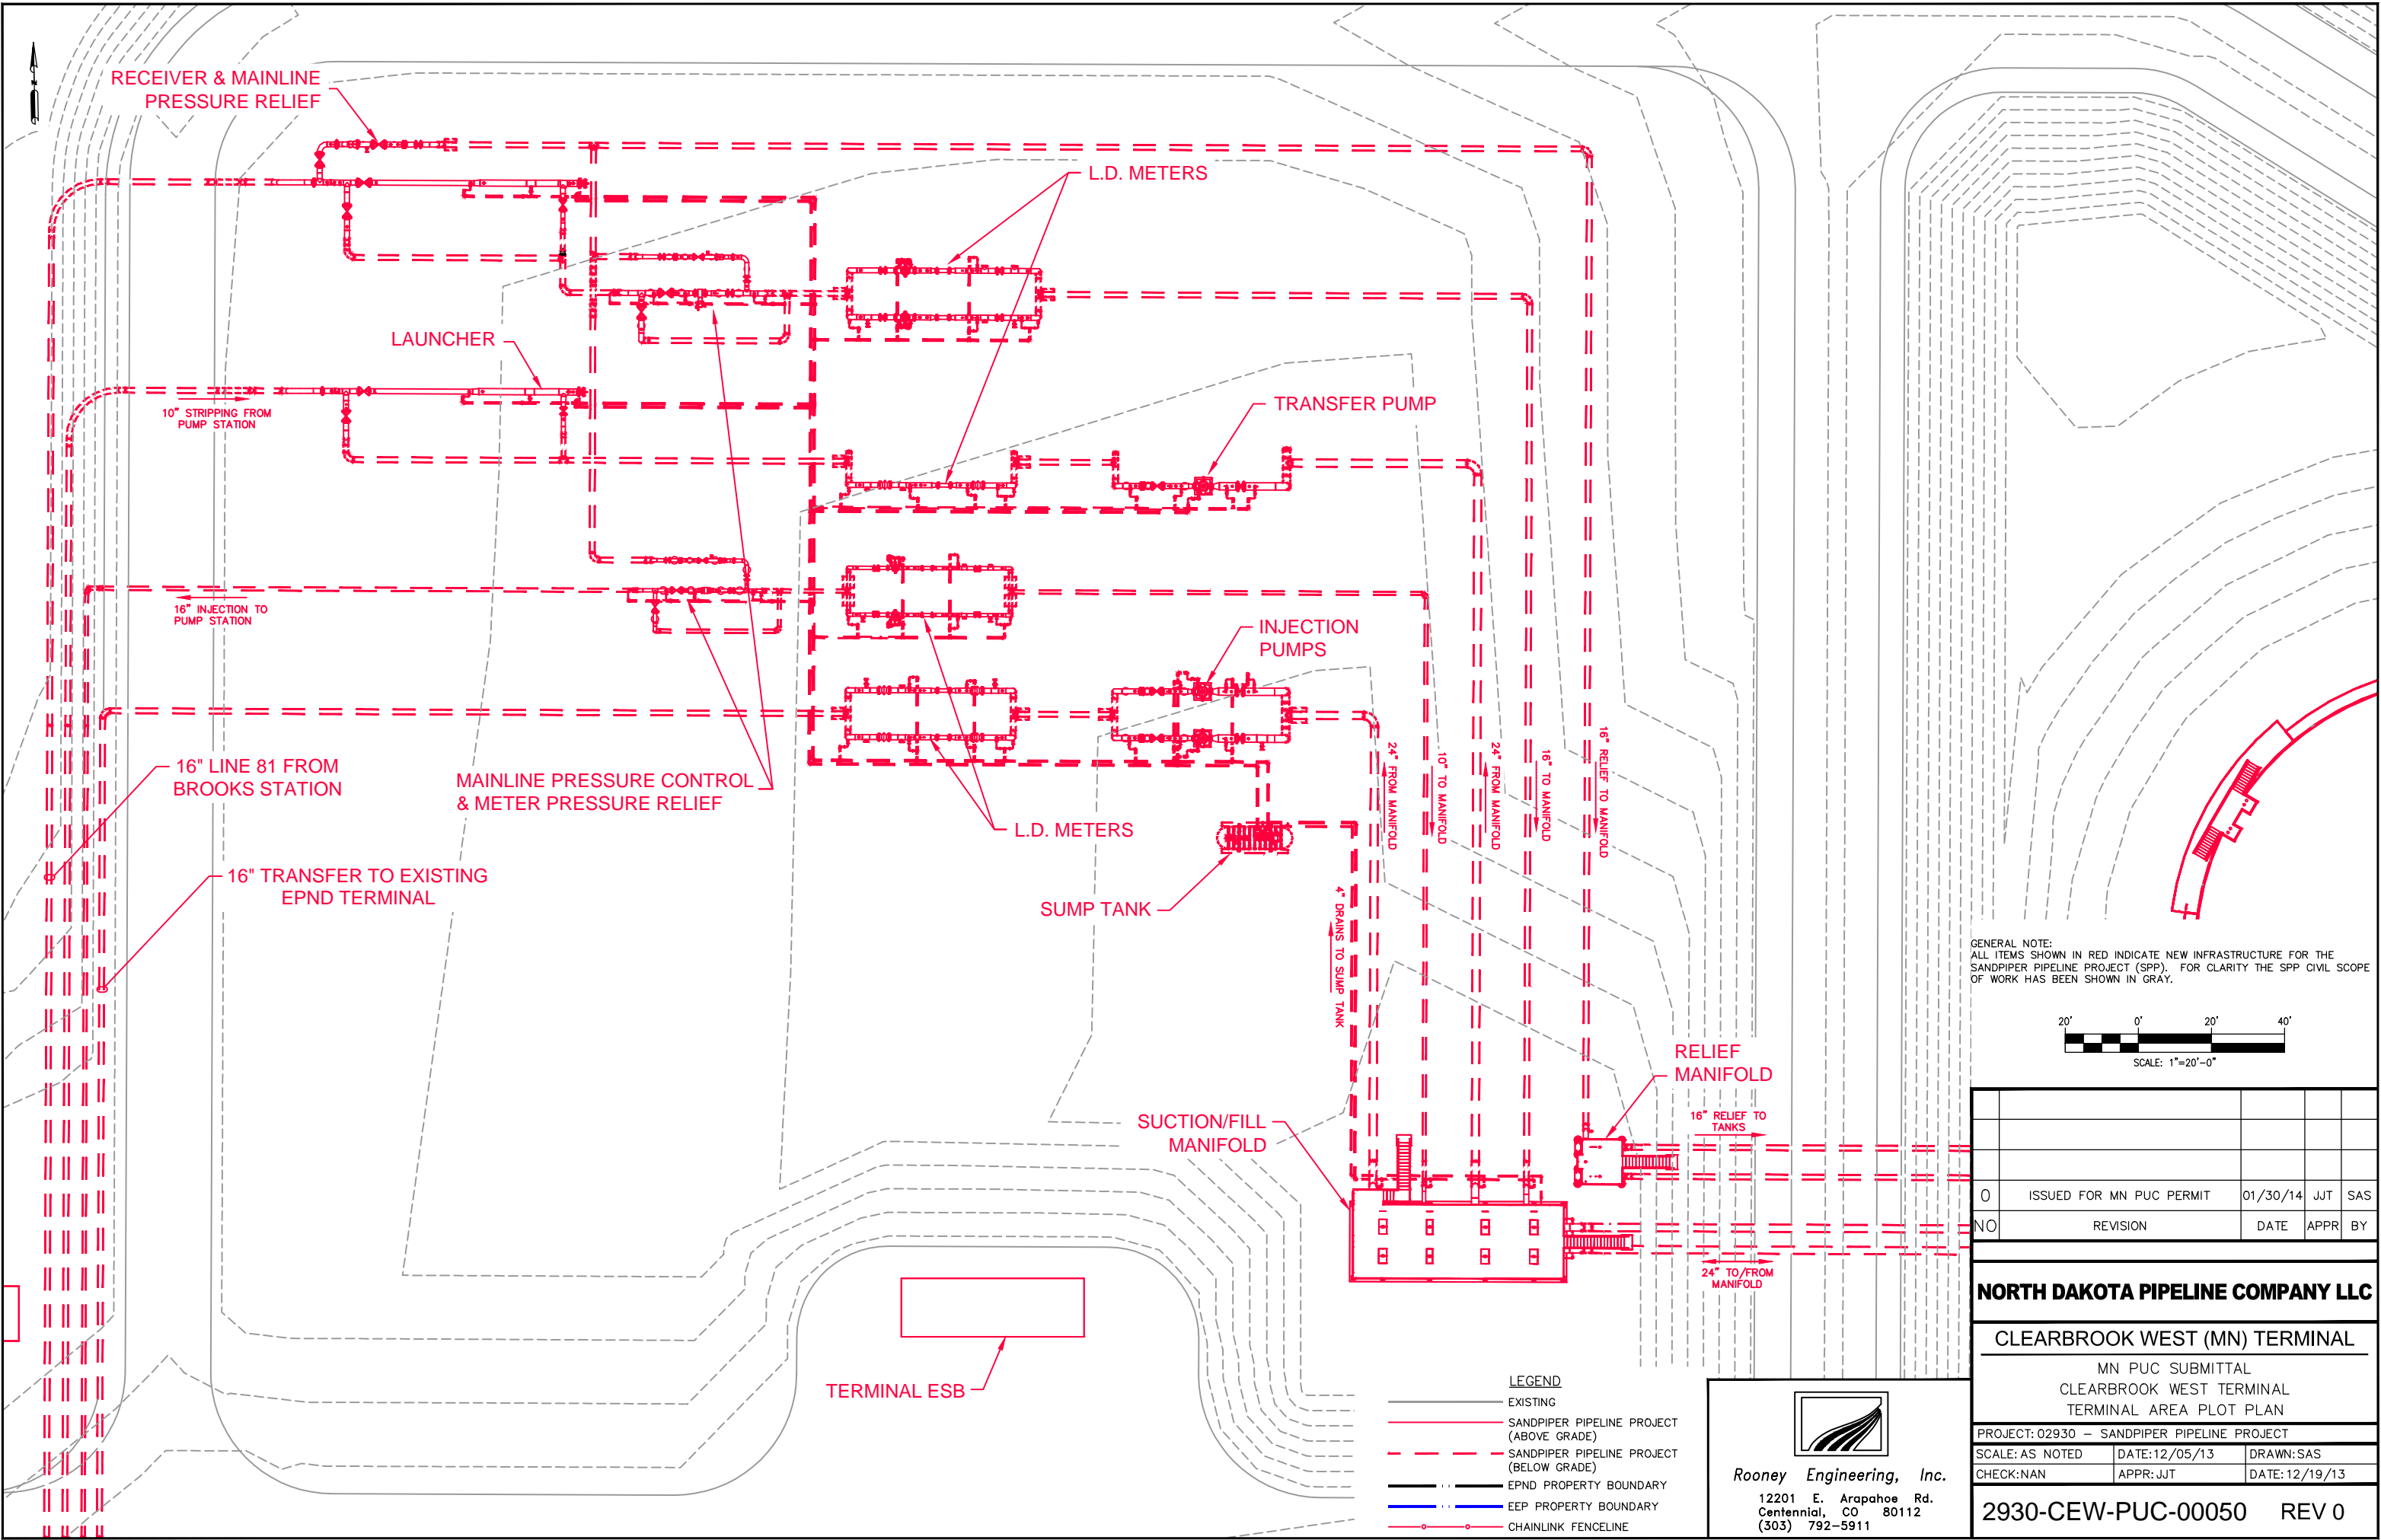 RECEIVER & MAINLINE
PRESSURE RELIEF
L.D. METERS
LAUNCHER
10" STRIPPING FROM
PUMP STATION
TRANSFER PUMP
16" INJECTION TO
PUMP STATION
INJECTION
PUMPS
16" LINE 81 FROM
BROOKS STATION
MAINLINE PRESSURE CONTROL
& METER PRESSURE RELIEF
L.D. METERS
24" FROM MANIFOLD
10" TO MANIFOLD
24" FROM MANIFOLD
16" TO MANIFOLD
16" RELIEF TO MANIFOLD
16" TRANSFER TO EXISTING
EPND TERMINAL
SUMP TANK
4" DRAINS TO SUMP TANK
GENERAL NOTE:
ALL ITEMS SHOWN IN RED INDICATE NEW INFRASTRUCTURE FOR THE
SANDPIPER PIPELINE PROJECT (SPP). FOR CLARITY THE SPP CIVIL SCOPE
OF WORK HAS BEEN SHOWN IN GRAY.
20' 0' 20' 40'
SCALE: 1"=20'-0"
RELIEF
MANIFOLD
16" RELIEF TO
TANKS
SUCTION/FILL
MANIFOLD
24" TO/FROM
MANIFOLD
TERMINAL ESB
0 ISSUED FOR MN PUC PERMIT 01/30/14 JJT SAS
NO REVISION DATE APPR BY
NORTH DAKOTA PIPELINE COMPANY LLC
CLEARBROOK WEST (MN) TERMINAL
MN PUC SUBMITTAL
CLEARBROOK WEST TERMINAL
TERMINAL AREA PLOT PLAN
PROJECT: 02930 – SANDPIPER PIPELINE PROJECT
SCALE: AS NOTED DATE: 12/05/13 DRAWN: SAS
CHECK: NAN APPR: JJT DATE: 12/19/13
2930-CEW-PUC-00050 REV 0
LEGEND
EXISTING
SANDPIPER PIPELINE PROJECT
(ABOVE GRADE)
SANDPIPER PIPELINE PROJECT
(BELOW GRADE)
EPND PROPERTY BOUNDARY
EEP PROPERTY BOUNDARY
CHAINLINK FENCELINE
Rooney Engineering, Inc.
12201 E. Arapahoe Rd.
Centennial, CO 80112
(303) 792-5911